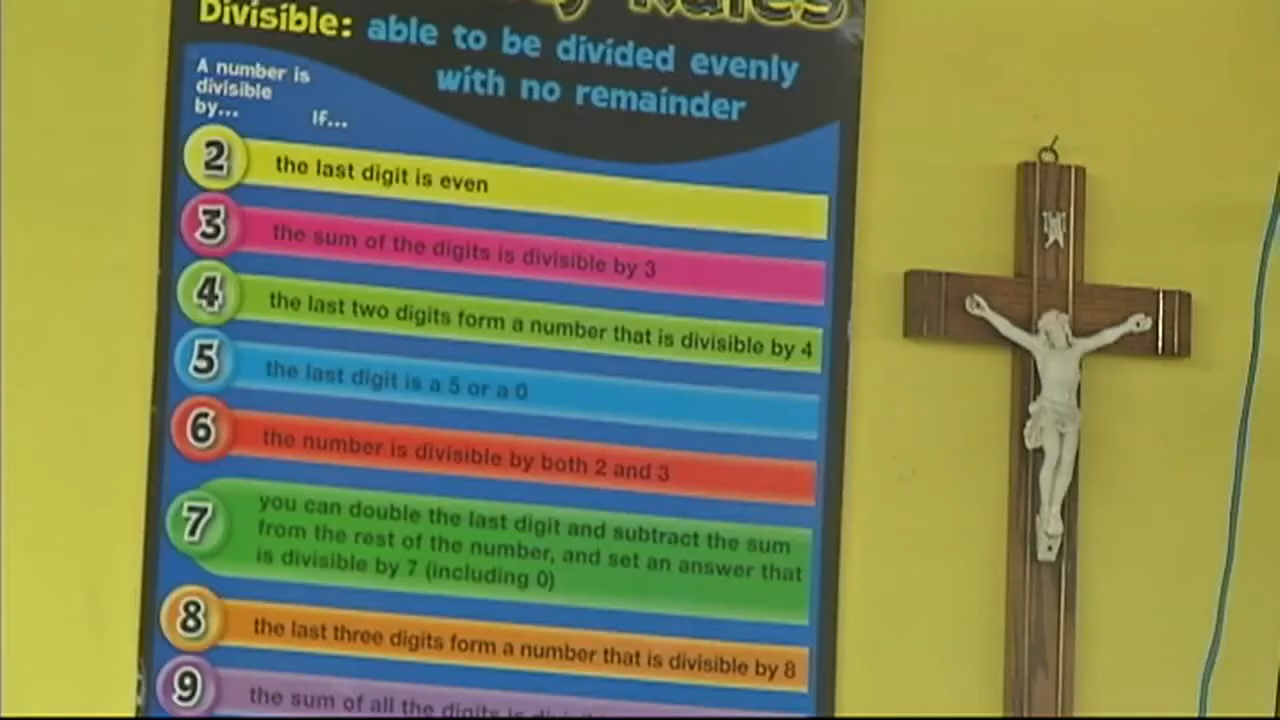 Rules
Divisible: able to be divided evenly
with no remainder
A number is
divisible
by...
If...
2 the last digit is even
3 the sum of the digits is divisible by 3
4 the last two digits form a number that is divisible by 4
5 the last digit is a 5 or a 0
6 the number is divisible by both 2 and 3
7 you can double the last digit and subtract the sum
from the rest of the number, and set an answer that
is divisible by 7 (including 0)
8 the last three digits form a number that is divisible by 8
9 the sum of all the digits is